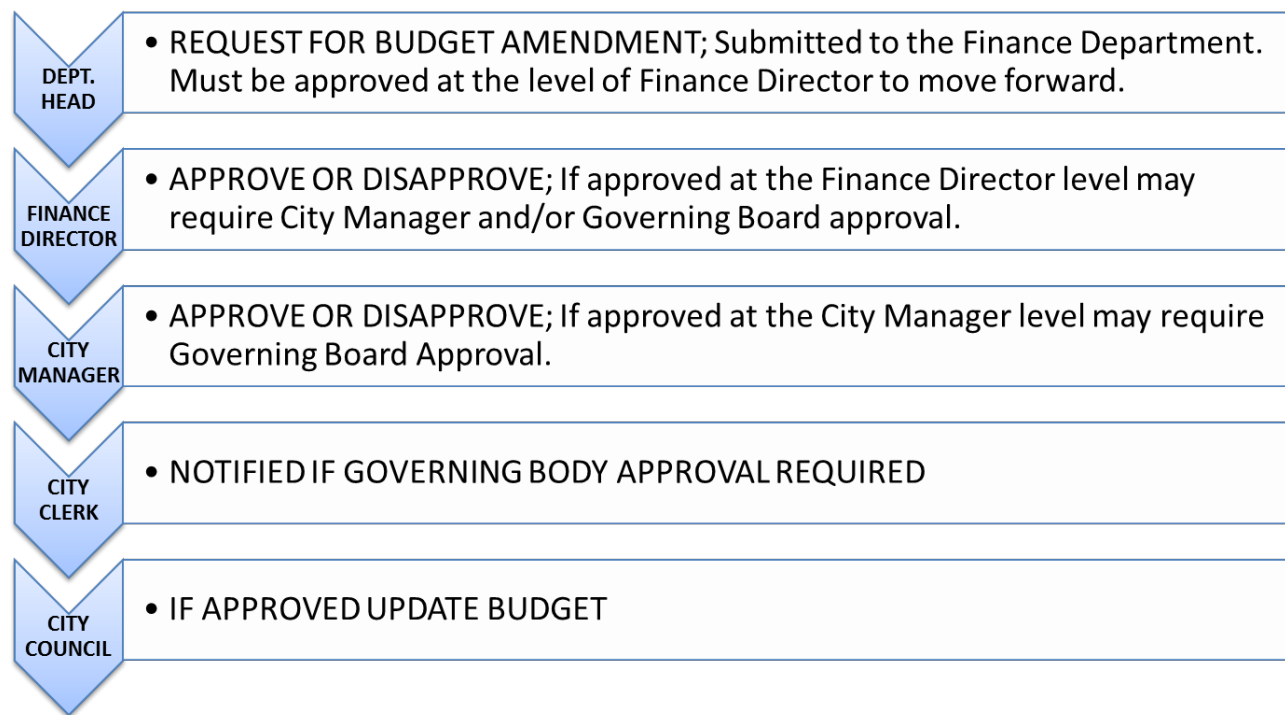 DEPT.
HEAD
• REQUEST FOR BUDGET AMENDMENT; Submitted to the Finance Department.
Must be approved at the level of Finance Director to move forward.
FINANCE
DIRECTOR
• APPROVE OR DISAPPROVE; If approved at the Finance Director level may
require City Manager and/or Governing Board approval.
CITY
MANAGER
• APPROVE OR DISAPPROVE; If approved at the City Manager level may require
Governing Board Approval.
CITY
CLERK
• NOTIFIED IF GOVERNING BODY APPROVAL REQUIRED
CITY
COUNCIL
• IF APPROVED UPDATE BUDGET